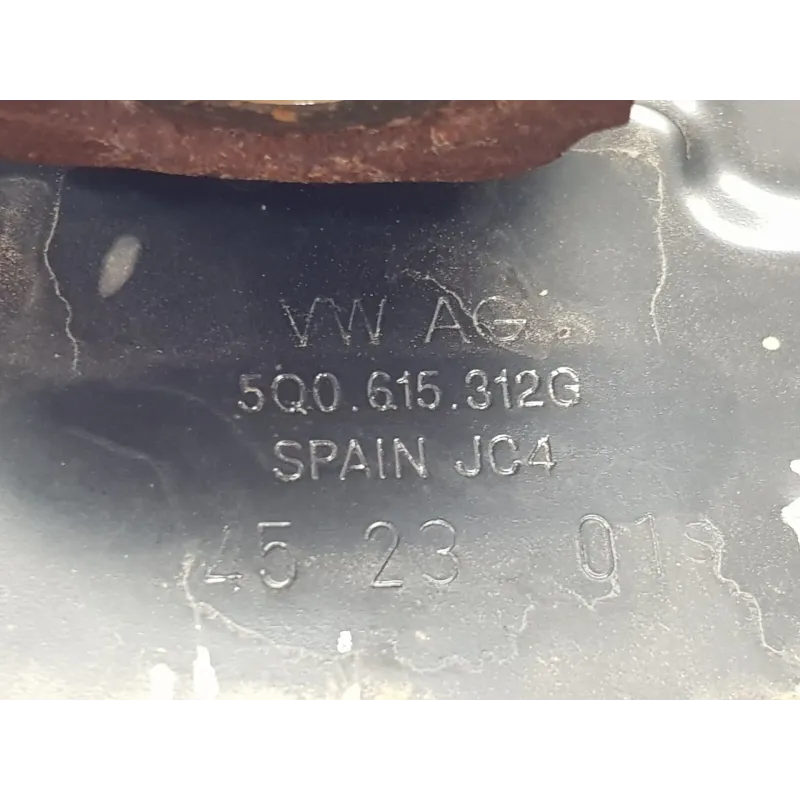 VW AG
5Q0.615.312G
SPAIN JC4
45 23 01